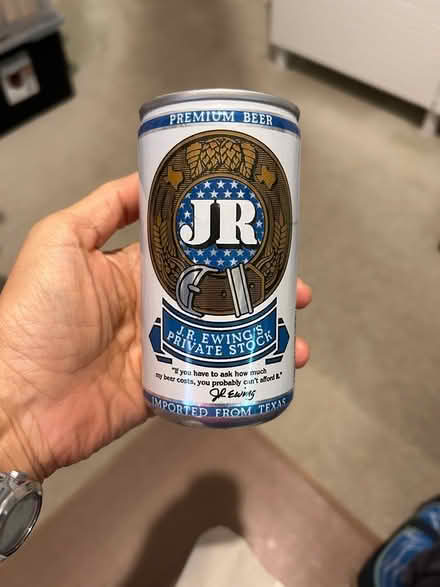 PREMIUM BEER
JR
J.R. EWING'S
PRIVATE STOCK
"If you have to ask how much
my beer costs, you probably can't afford it."
JR Ewing
IMPORTED FROM TEXAS